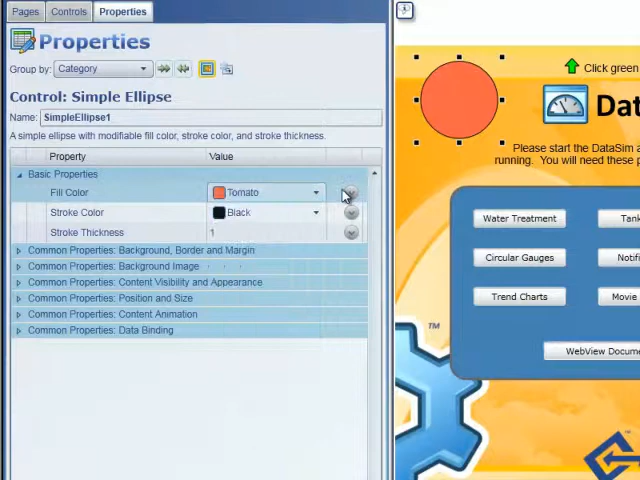 Pages Controls Properties
Properties
Group by: Category
Control: Simple Ellipse
Name: SimpleEllipse1
A simple ellipse with modifiable fill color, stroke color, and stroke thickness.
Property Value
Basic Properties
Fill Color Tomato
Stroke Color Black
Stroke Thickness 1
Common Properties: Background, Border and Margin
Common Properties: Background Image
Common Properties: Content Visibility and Appearance
Common Properties: Position and Size
Common Properties: Content Animation
Common Properties: Data Binding
Click green
Dat
Please start the DataSim a
running. You will need these p
Water Treatment Tank
Circular Gauges Notifi
Trend Charts Movie
WebView Docume
TM